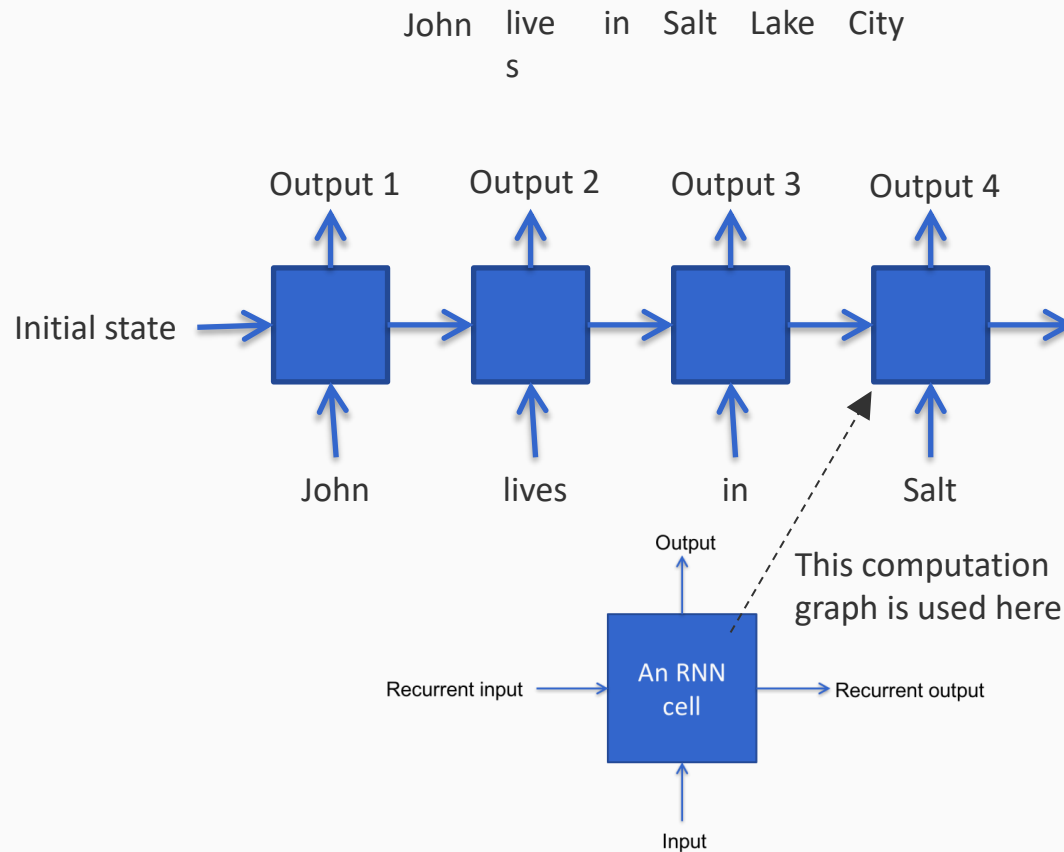 John lives in Salt Lake City
Output 1 Output 2 Output 3 Output 4
Initial state
John lives in Salt
Output
This computation
graph is used here
An RNN
cell
Recurrent input
Recurrent output
Input